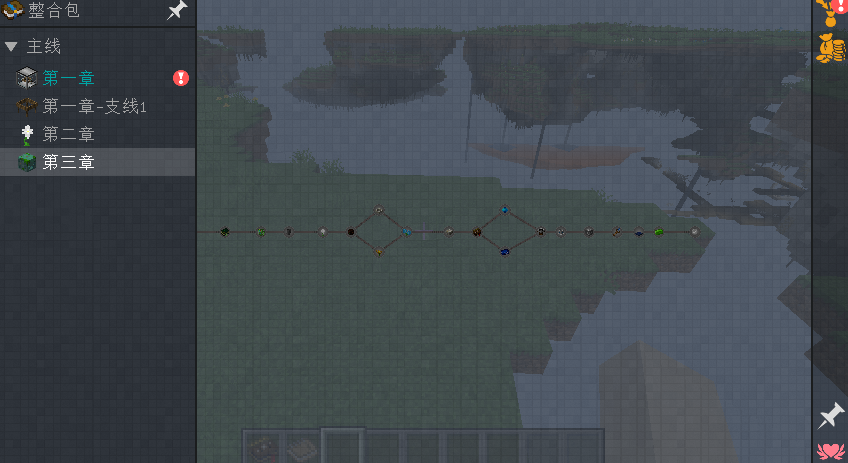 整合包
主线
第一章
第一章-支线1
第二章
第三章